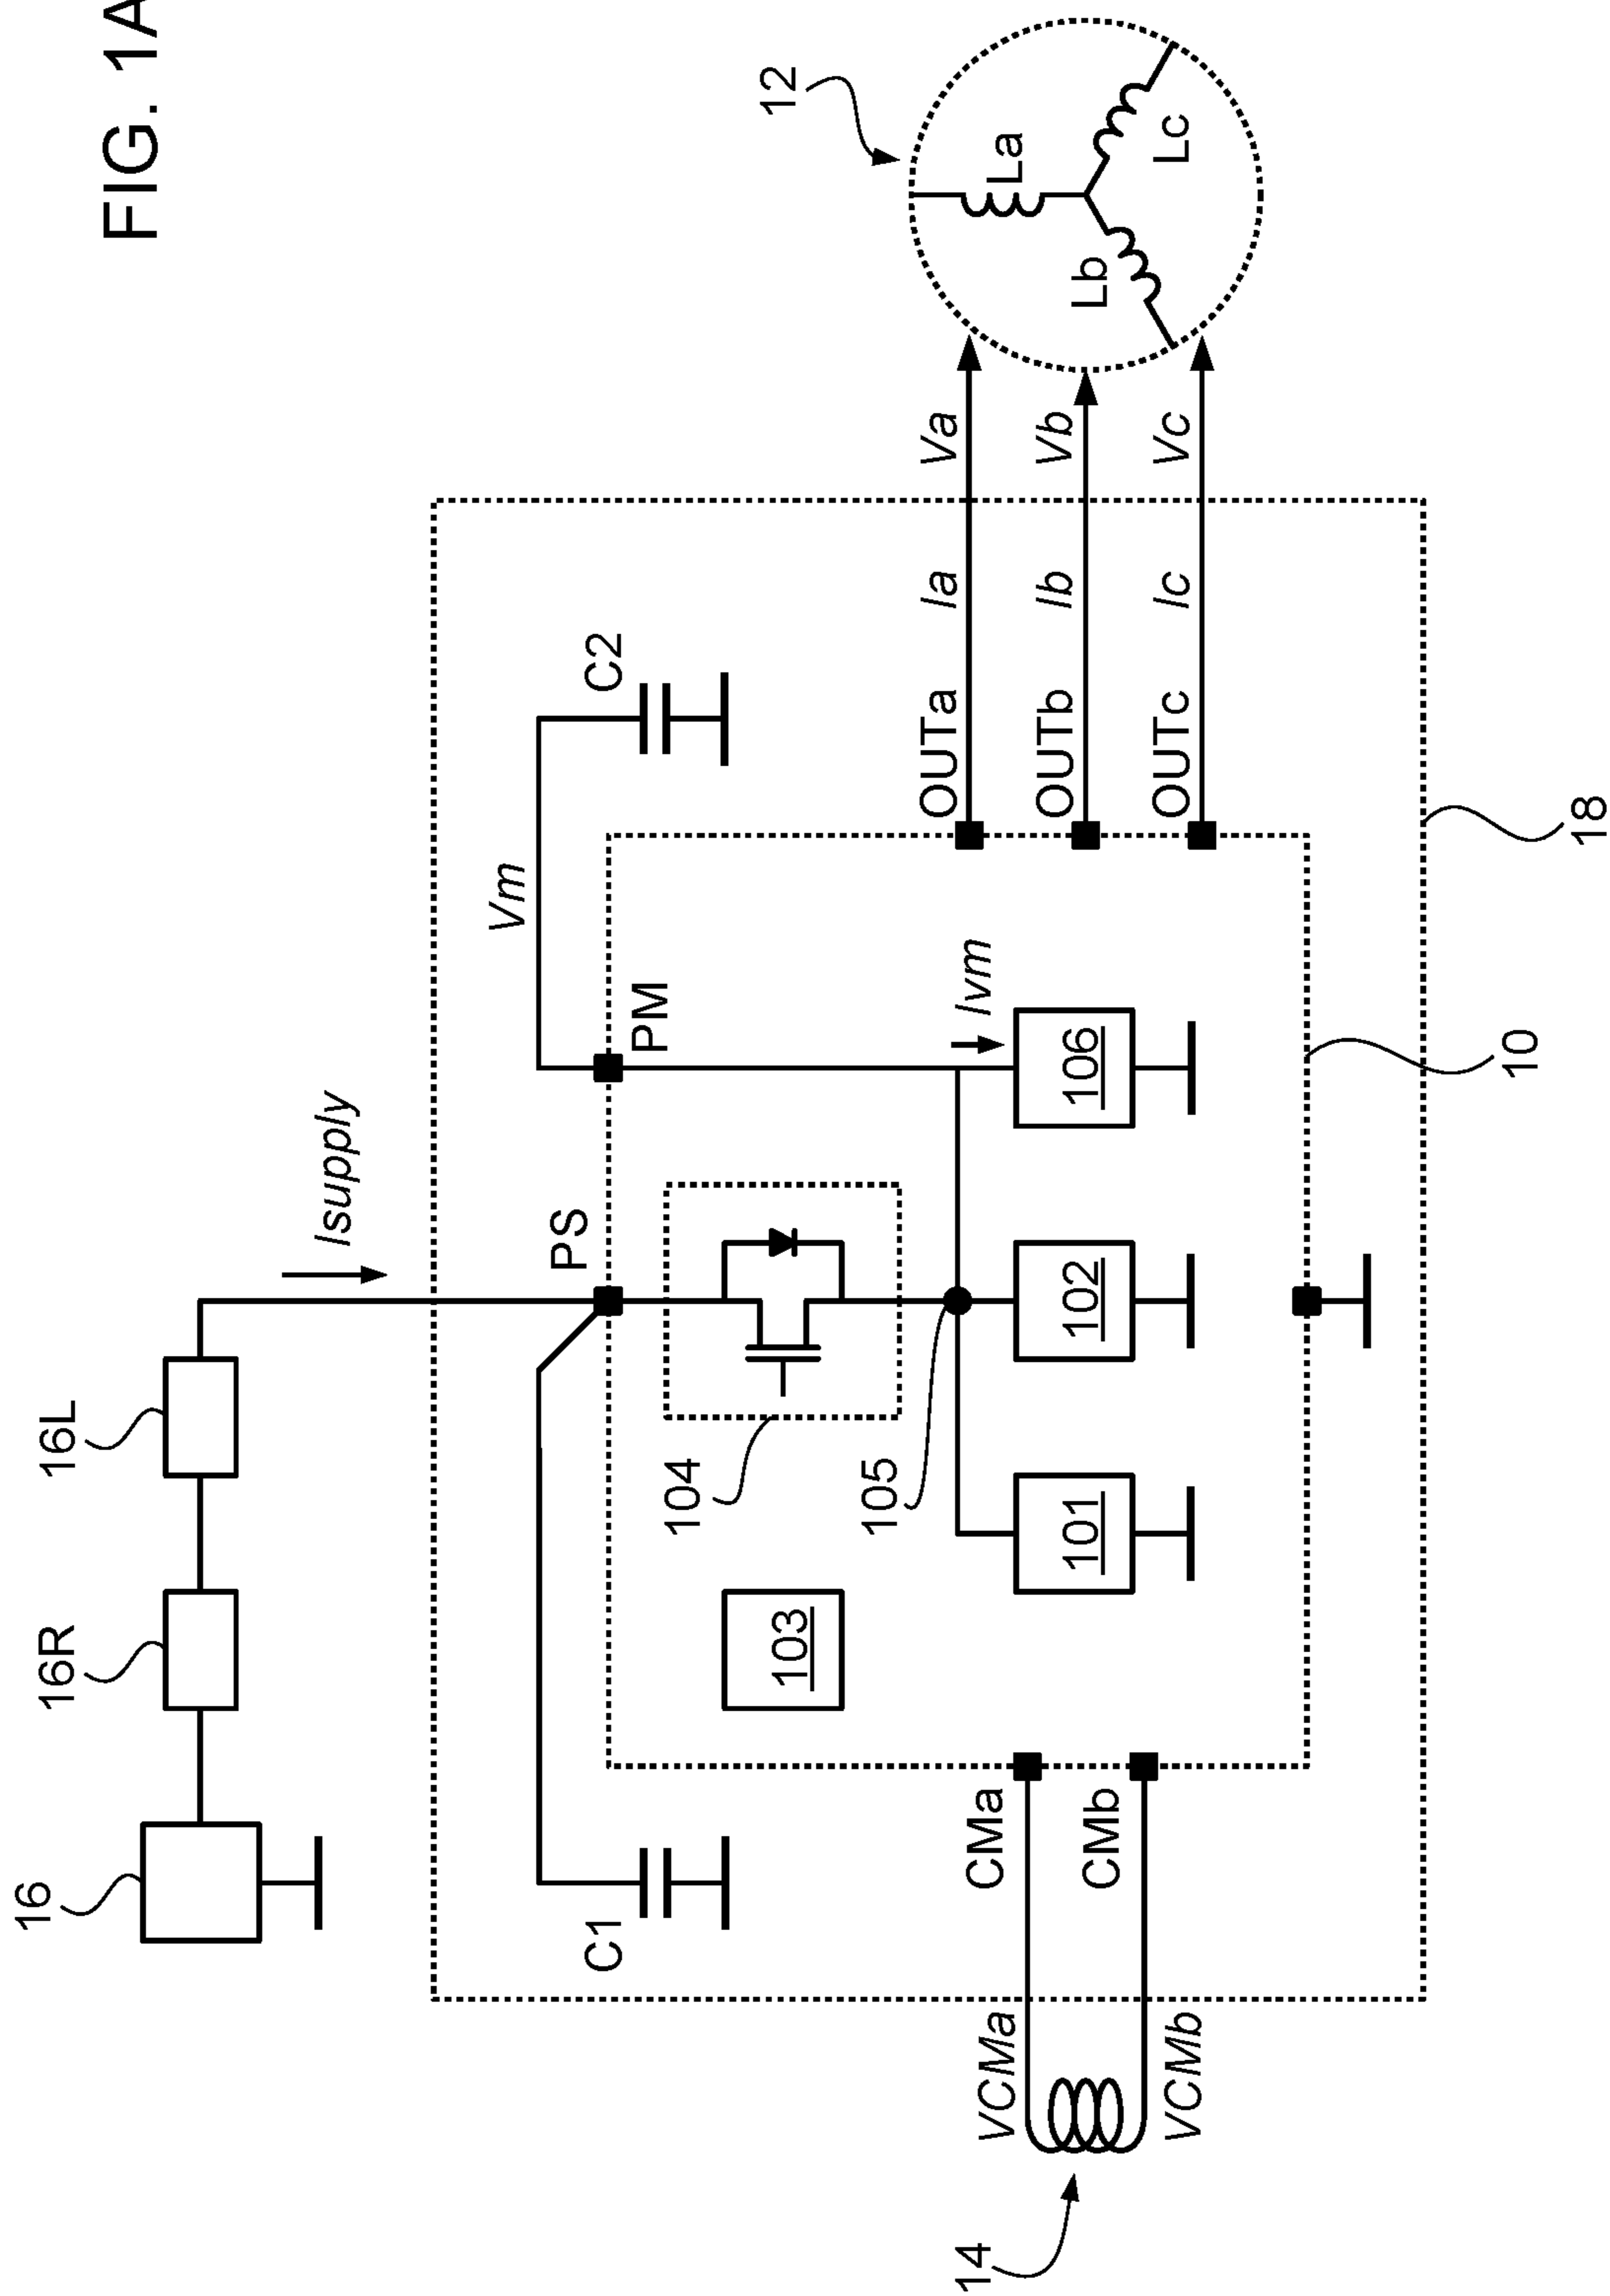 FIG. 1A
16
16R
16L
Isupply
C1
PS
PM
Vm
C2
12
La
Lb
Lc
103
104
105
101
102
106
Ivm
OUTa
Ia
Va
OUTb
Ib
Vb
OUTc
Ic
Vc
CMa
CMb
VCMa
VCMb
14
10
18